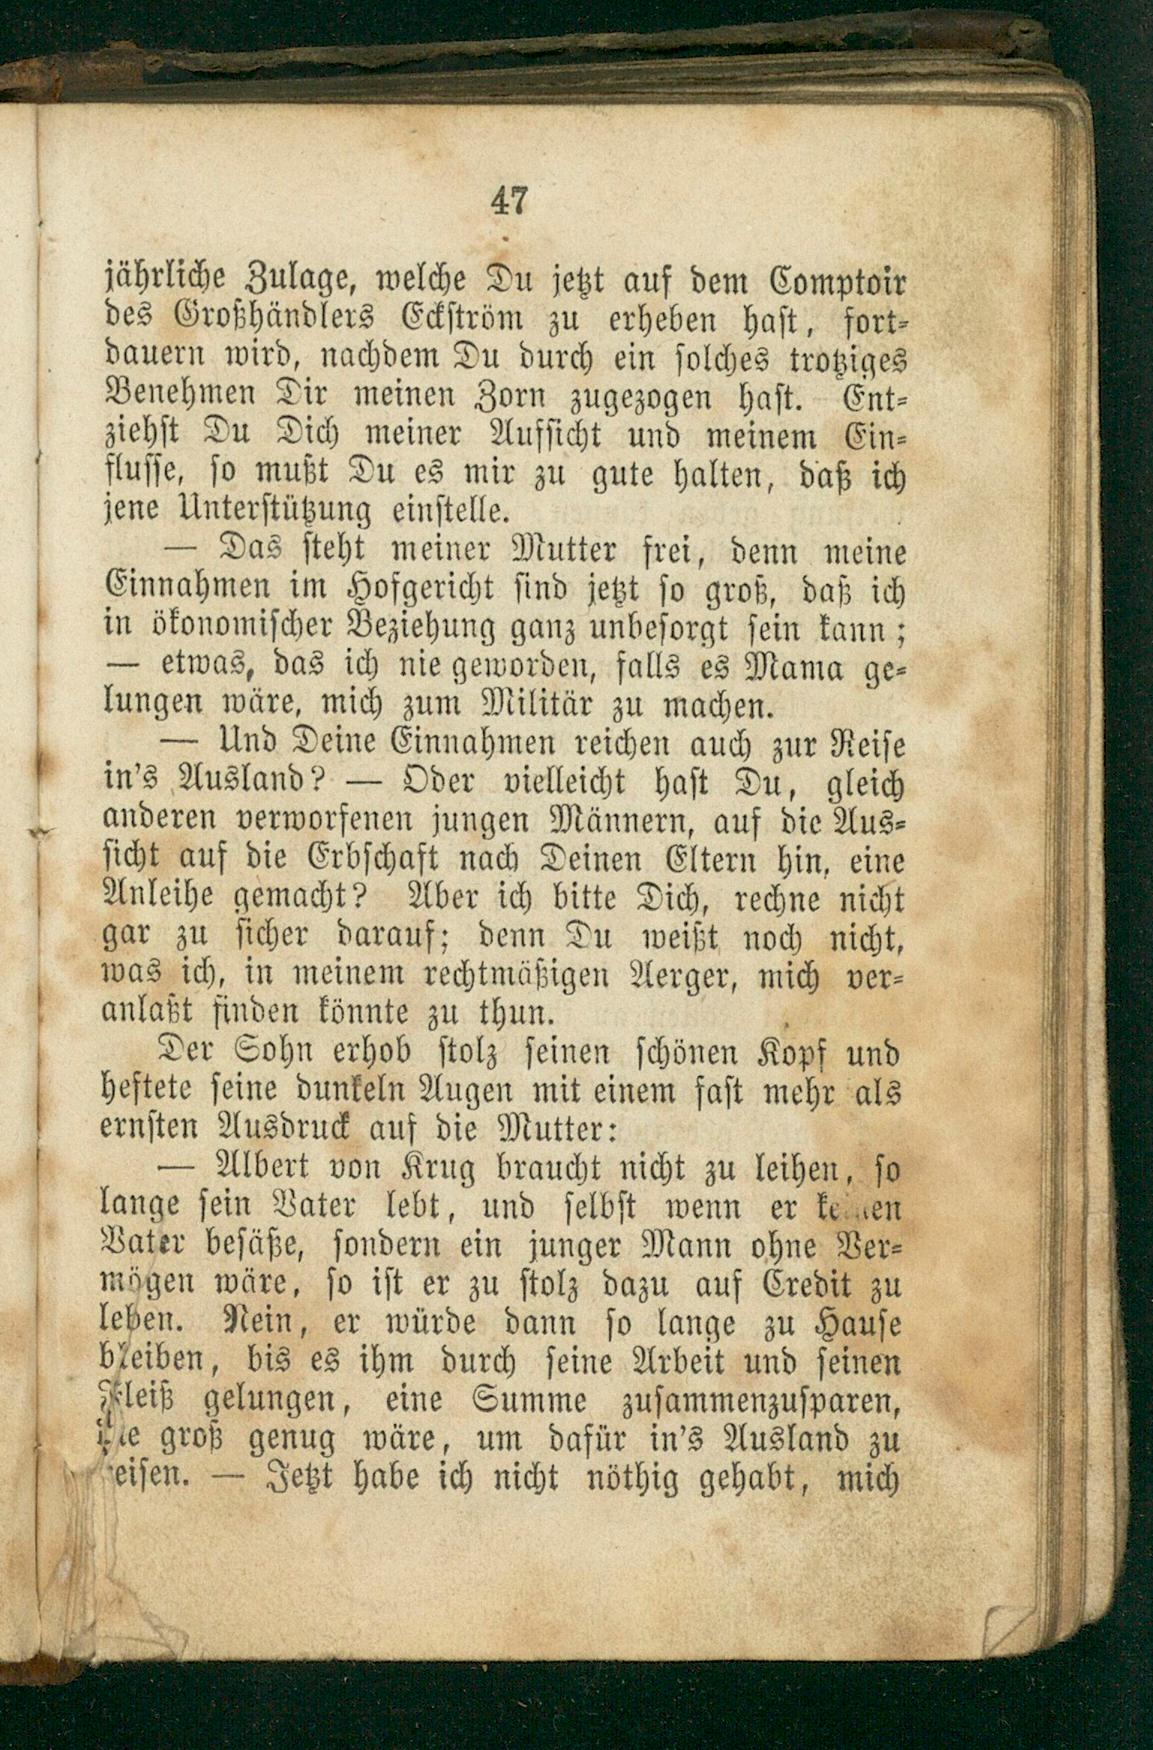 47
jährliche Zulage, welche Du jetzt auf dem Comptoir
des Großhändlers Eckström zu erheben hast, fort-
dauern wird, nachdem Du durch ein solches trotziges
Benehmen Dir meinen Zorn zugezogen hast. Ent-
ziehst Du Dich meiner Aufsicht und meinem Ein-
flusse, so mußt Du es mir zu gute halten, daß ich
jene Unterstützung einstelle.
— Das steht meiner Mutter frei, denn meine
Einnahmen im Hofgericht sind jetzt so groß, daß ich
in ökonomischer Beziehung ganz unbesorgt sein kann;
— etwas, das ich nie geworden, falls es Mama ge-
lungen wäre, mich zum Militär zu machen.
— Und Deine Einnahmen reichen auch zur Reise
in's Ausland? — Oder vielleicht hast Du, gleich
anderen verworfenen jungen Männern, auf die Aus-
sicht auf die Erbschaft nach Deinen Eltern hin, eine
Anleihe gemacht? Aber ich bitte Dich, rechne nicht
gar zu sicher darauf; denn Du weißt noch nicht,
was ich, in meinem rechtmäßigen Aerger, mich ver-
anlaßt finden könnte zu thun.
Der Sohn erhob stolz seinen schönen Kopf und
heftete seine dunkeln Augen mit einem fast mehr als
ernsten Ausdruck auf die Mutter:
— Albert von Krug braucht nicht zu leihen, so
lange sein Vater lebt, und selbst wenn er keinen
Vater besäße, sondern ein junger Mann ohne Ver-
mögen wäre, so ist er zu stolz dazu auf Credit zu
leben. Nein, er würde dann so lange zu Hause
bleiben, bis es ihm durch seine Arbeit und seinen
Fleiß gelungen, eine Summe zusammenzusparen,
die groß genug wäre, um dafür in's Ausland zu
reisen. — Jetzt habe ich nicht nöthig gehabt, mich